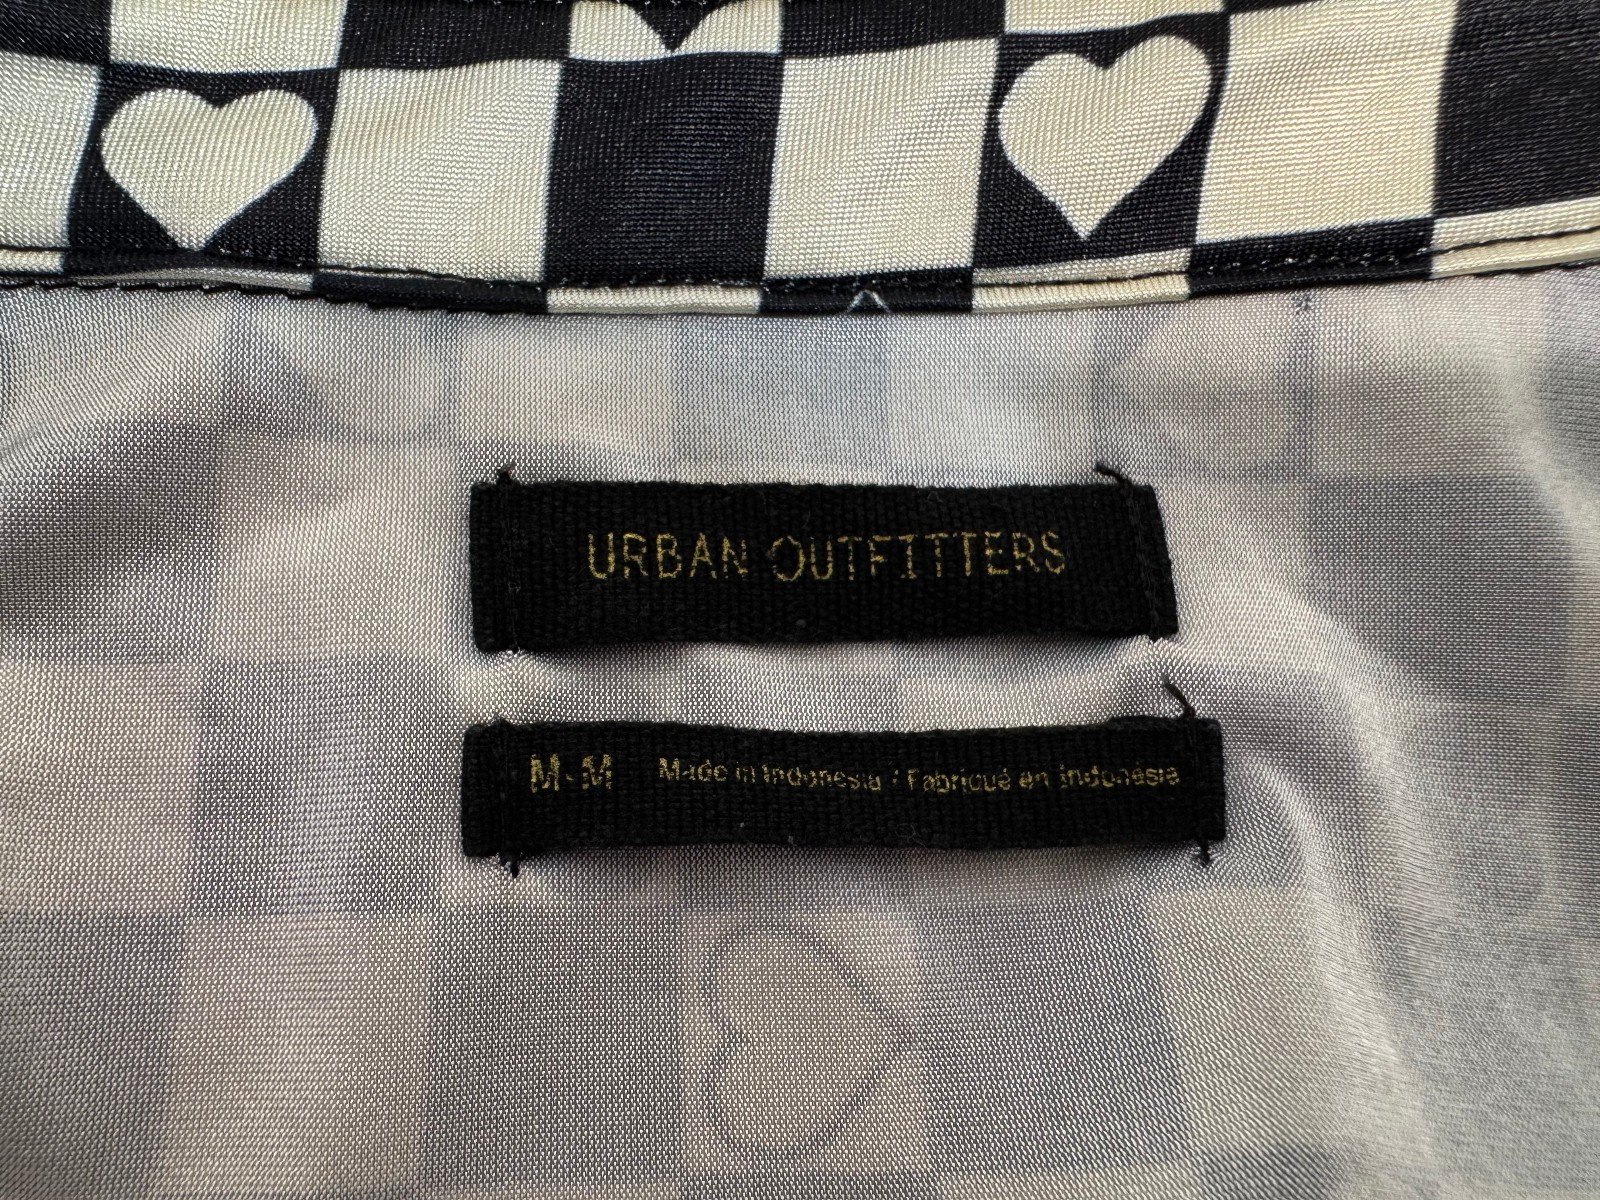 URBAN OUTFITTERS
M-M Made in Indonesia / Fabriqué en Indonésie